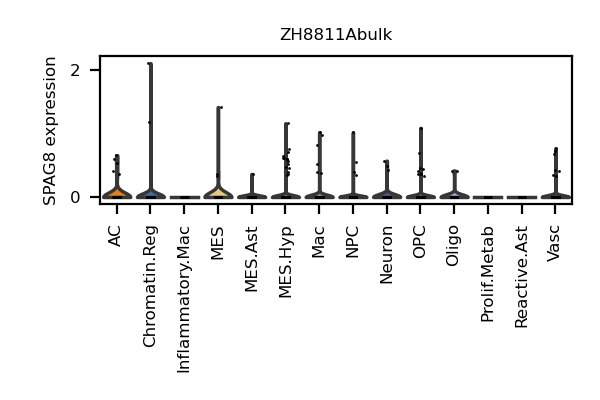 ZH8811Abulk
SPAG8 expression
2
0
AC
Chromatin.Reg
Inflammatory.Mac
MES
MES.Ast
MES.Hyp
Mac
NPC
Neuron
OPC
Oligo
Prolif.Metab
Reactive.Ast
Vasc